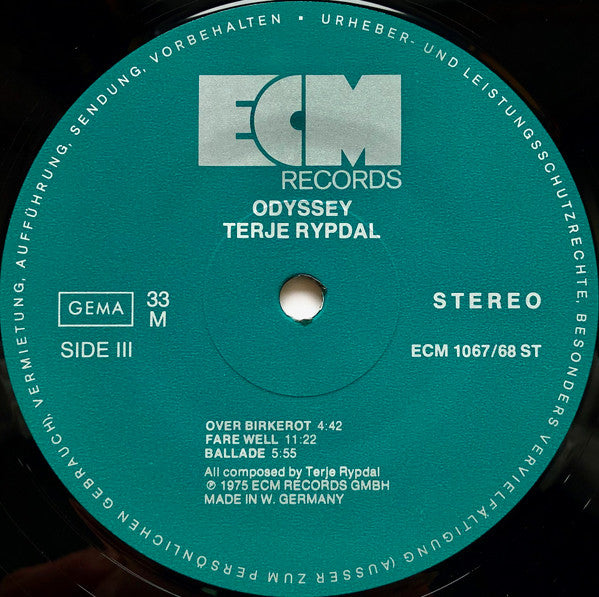 URHEBER- UND LEISTUNGSSCHUTZRECHTE, BESONDERS VERVIELFÄLTIGUNG (AUSSER ZUM PERSÖNLICHEN GEBRAUCH), VERMIETUNG, AUFFÜHRUNG, SENDUNG, VORBEHALTEN •
ECM
RECORDS
ODYSSEY
TERJE RYPDAL
GEMA
33
M
STEREO
SIDE III
ECM 1067/68 ST
OVER BIRKEROT 4:42
FARE WELL 11:22
BALLADE 5:55
All composed by Terje Rypdal
℗ 1975 ECM RECORDS GMBH
MADE IN W. GERMANY